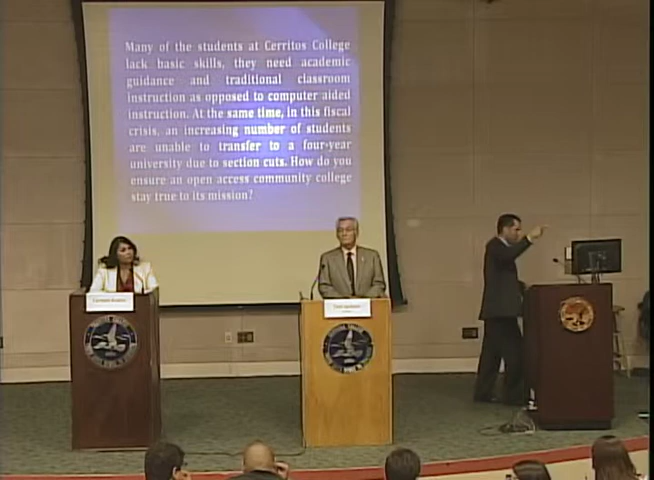 Many of the students at Cerritos College
lack basic skills, they need academic
guidance and traditional classroom
instruction as opposed to computer aided
instruction. At the same time, in this fiscal
crisis, an increasing number of students
are unable to transfer to a four-year
university due to section cuts. How do you
ensure an open access community college
stay true to its mission?